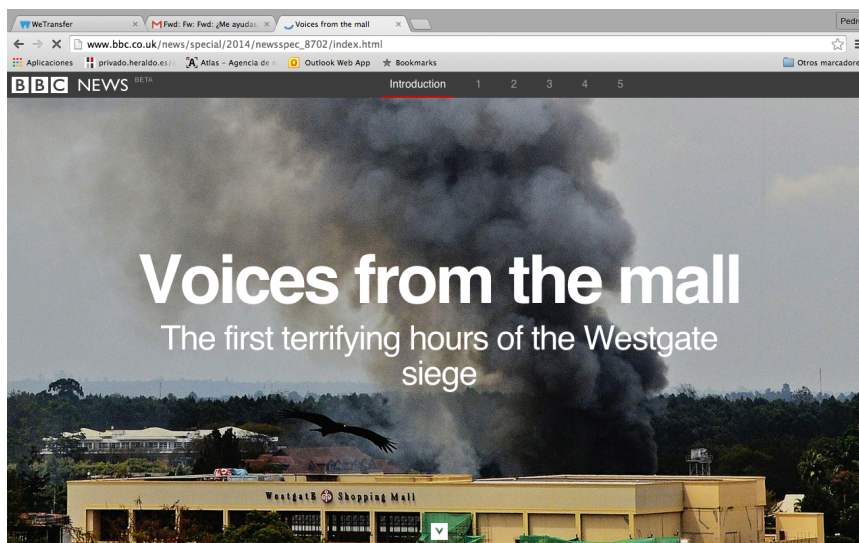 WeTransfer
Fwd: Fw: Fwd: ¿Me ayudas.
Voices from the mall
Pedr
www.bbc.co.uk/news/special/2014/newsspec_8702/index.html
Aplicaciones privado.heraldo.es/ Atlas - Agencia de n Outlook Web App Bookmarks Otros marcadore
BBC NEWS BETA Introduction 1 2 3 4 5
Voices from the mall
The first terrifying hours of the Westgate
siege
WestgatE Shopping Mall